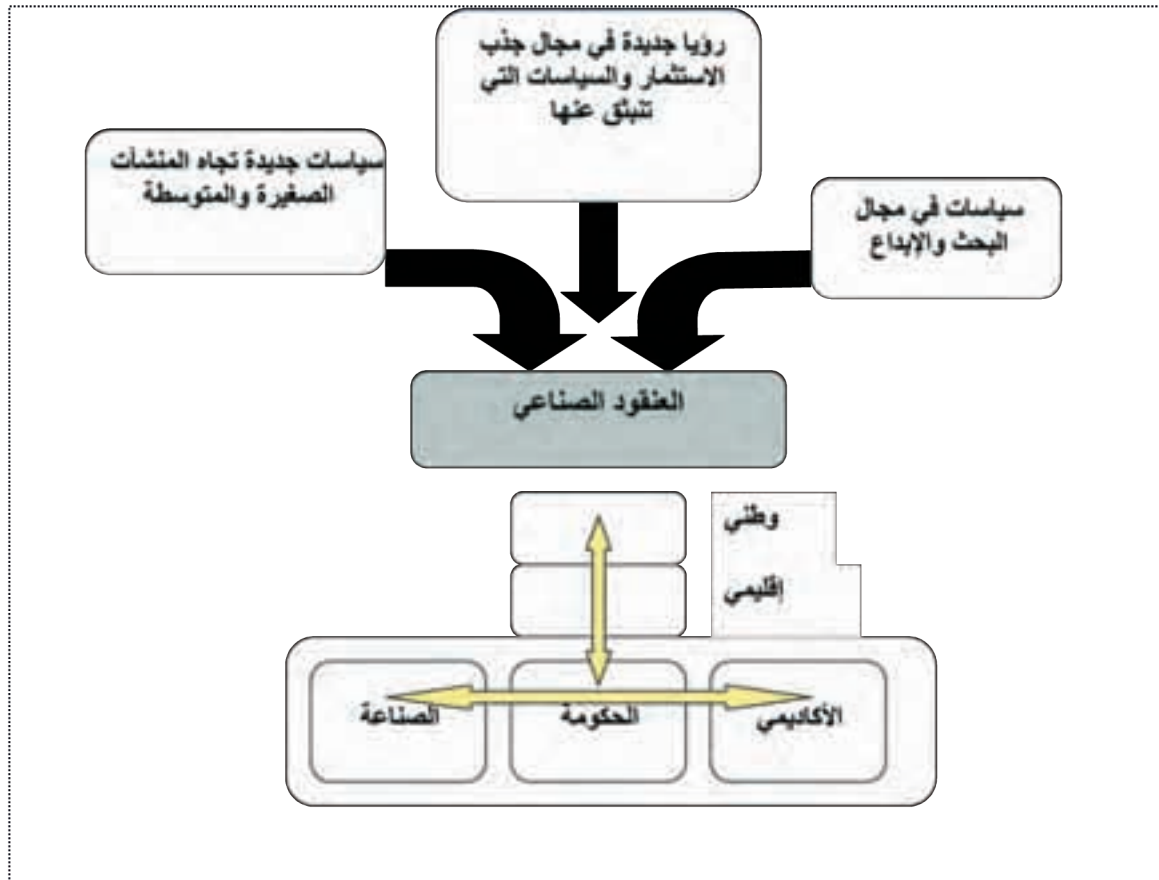 رؤيا جديدة في مجال جذب
الاستثمار والسياسات التي
تنبثق عنها
سياسات في مجال
البحث والإبداع
سياسات جديدة تجاه المنشآت
الصغيرة والمتوسطة
العنقود الصناعي
وطني
إقليمي
الأكاديمي
الحكومة
الصناعة